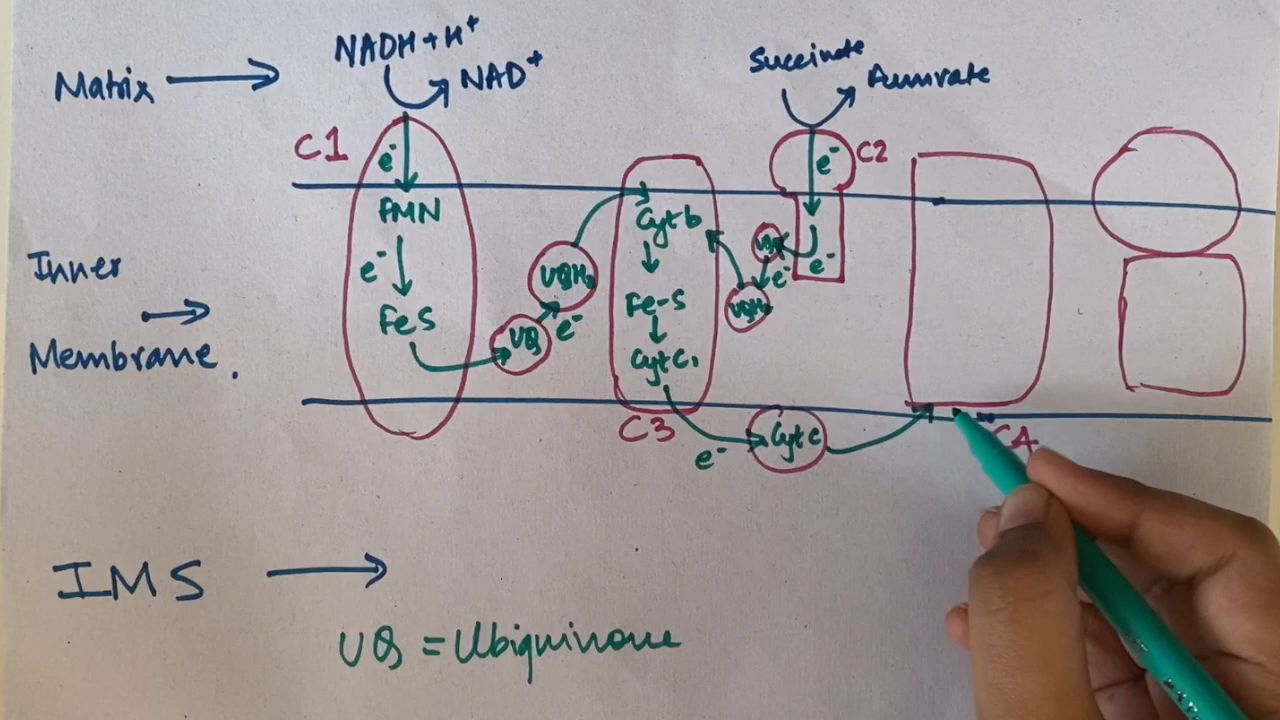 NADH+H⁺
Matrix
NAD⁺
Succinate
Fumrate
C1
C2
e⁻
e⁻
FMN
Cyt b
e⁻
UQ
e⁻
e⁻
Inner
UQH₂
UQH₂
FeS
Fe-S
UQ
e⁻
Membrane.
Cyt C₁
C3
Cyt c
C4
e⁻
IMS
UQ = Ubiquinone